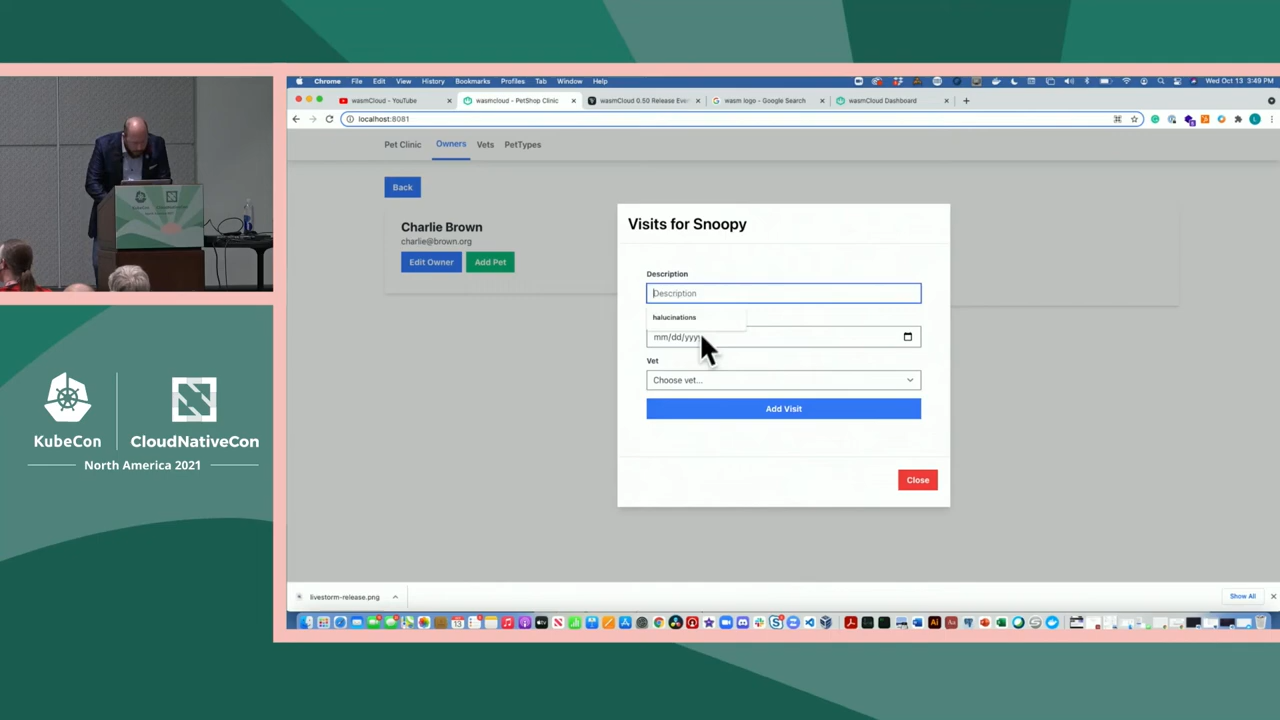 Chrome File Edit View History Bookmarks Profiles Tab Window Help
Wed Oct 13 3:49 PM
wasmCloud - YouTube
wasmcloud - PetShop Clinic
wasmCloud 0.50 Release Eve
wasm logo - Google Search
wasmCloud Dashboard
localhost:8081
Pet Clinic Owners Vets PetTypes
Back
Charlie Brown
charlie@brown.org
Edit Owner Add Pet
Visits for Snoopy
Description
Description
halucinations
mm/dd/yyyy
Vet
Choose vet...
Add Visit
Close
livestorm-release.png
Show All
KubeCon CloudNativeCon
North America 2021